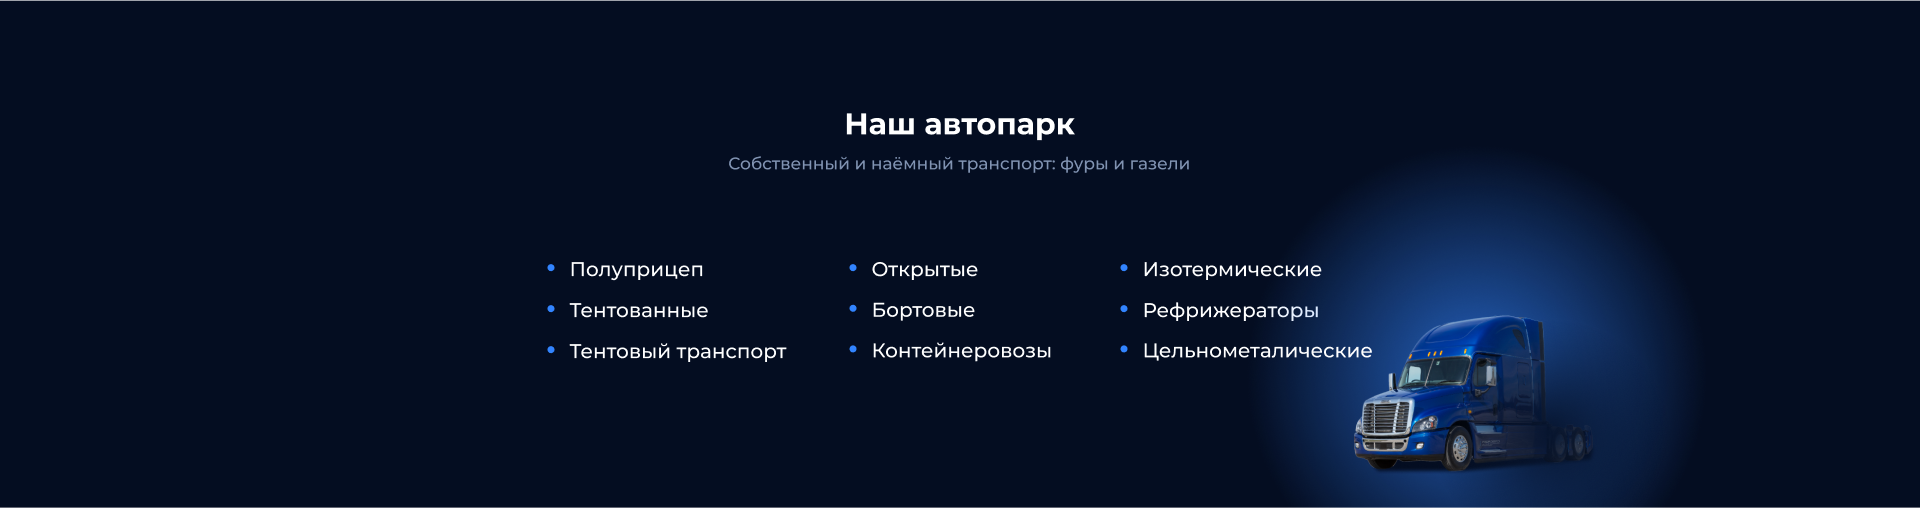 Наш автопарк
Собственный и наёмный транспорт: фуры и газели
Полуприцеп
Тентованные
Тентовый транспорт
Открытые
Бортовые
Контейнеровозы
Изотермические
Рефрижераторы
Цельнометалические